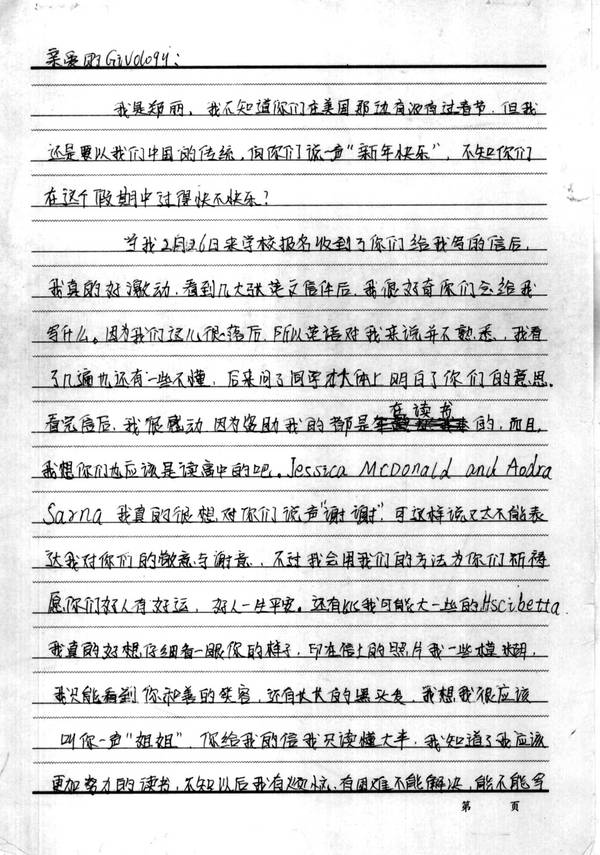 亲爱的Givology:
我是郑丽，我不知道你们在美国那边有没有过春节，但我
还是要以我们中国的传统，向你们说一声“新年快乐”，不知你们
在这个假期中过得快不快乐？
当我2月26日来学校报名收到了你们给我写的信后，
我真的好激动，看到几大张英文信件后，我很好奇你们会给我
写什么。因为我们这儿很落后，所以英语对我来说并不熟悉，我看
了几遍也还有一些不懂，后来问了同学才大体上明白了你们的意思。
看完信后，我很感动，因为资助我的都是在读书的，而且，
我想你们也应该是读高中的吧。Jessica McDonald and Aodra
Sarna 我真的很想对你们说声“谢谢”，可这样说又太不能表
达我对你们的敬意与谢意，不过我会用我们的方法为你们祈祷
愿你们好人有好运，好人一生平安。还有比我可能大一些的Hscibetta
我真的好想仔细看一眼你的样子，印在信上的照片我一些模糊，
我只能看到你和善的笑容，还有长长的黑头发，我想我很应该
叫你一声“姐姐”，你给我的信我只读懂大半，我知道了我应该
更加努力的读书，不知以后我有烦恼，有困难不能解决，能不能写
第 页